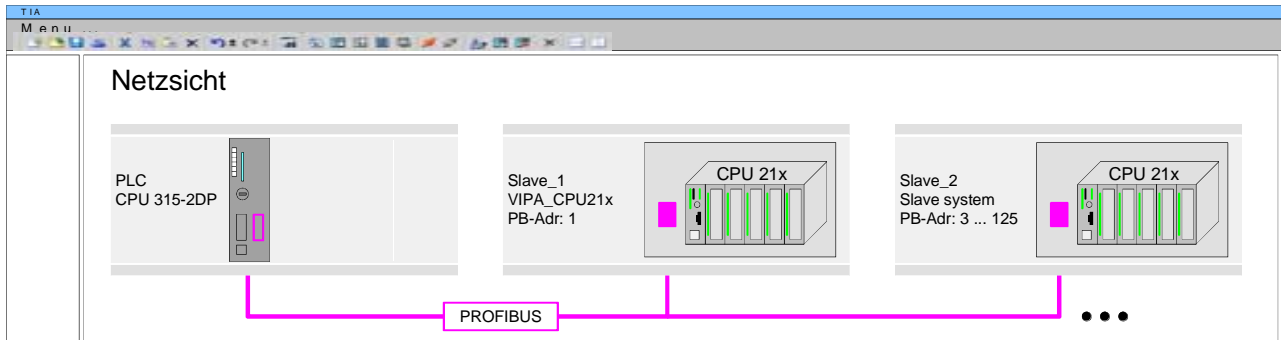 TIA
Menu ...
Netzsicht
PLC
CPU 315-2DP
Slave_1
VIPA_CPU21x
PB-Adr: 1
CPU 21x
Slave_2
Slave system
PB-Adr: 3 ... 125
CPU 21x
PROFIBUS